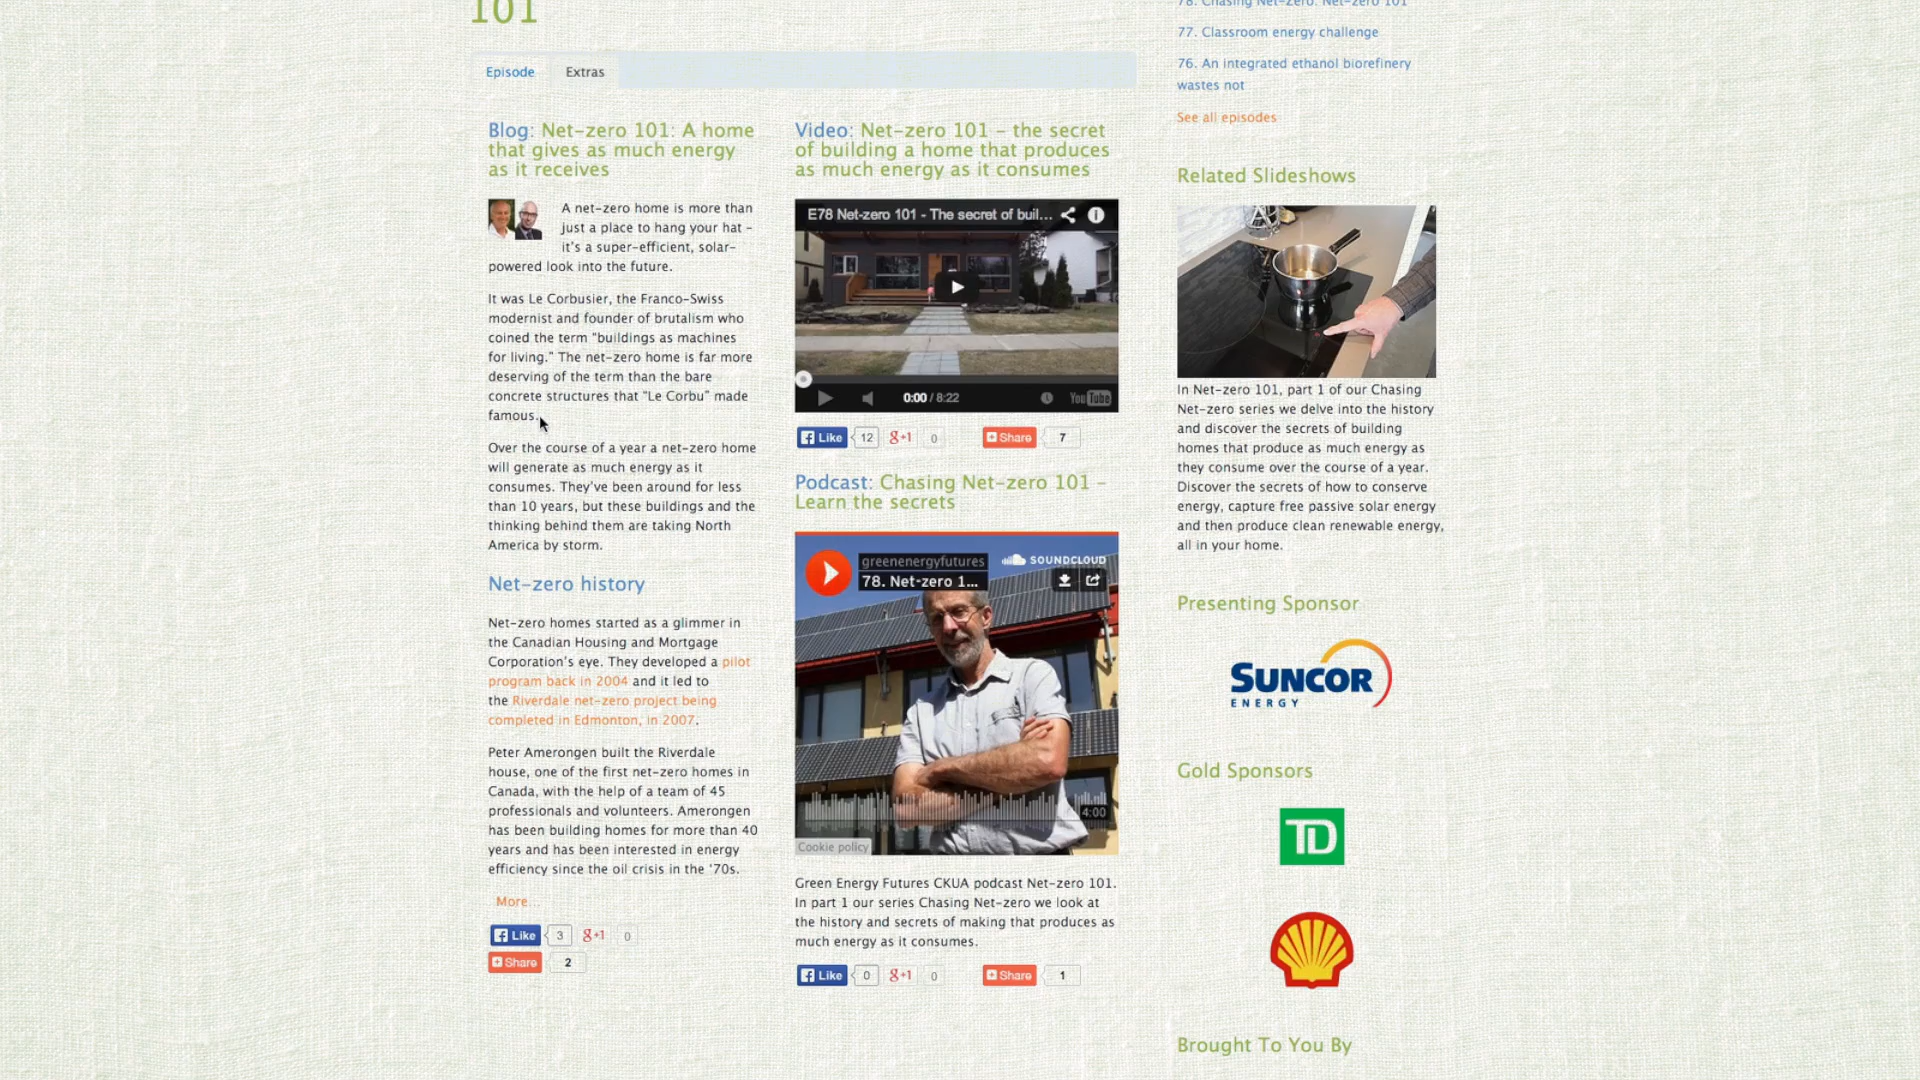 101
Episode
Extras
Blog: Net-zero 101: A home
that gives as much energy
as it receives
A net-zero home is more than
just a place to hang your hat –
it's a super-efficient, solar-
powered look into the future.
It was Le Corbusier, the Franco-Swiss
modernist and founder of brutalism who
coined the term "buildings as machines
for living." The net-zero home is far more
deserving of the term than the bare
concrete structures that "Le Corbu" made
famous.
Over the course of a year a net-zero home
will generate as much energy as it
consumes. They've been around for less
than 10 years, but these buildings and the
thinking behind them are taking North
America by storm.
Net-zero history
Net-zero homes started as a glimmer in
the Canadian Housing and Mortgage
Corporation's eye. They developed a pilot
program back in 2004 and it led to
the Riverdale net-zero project being
completed in Edmonton, in 2007.
Peter Amerongen built the Riverdale
house, one of the first net-zero homes in
Canada, with the help of a team of 45
professionals and volunteers. Amerongen
has been building homes for more than 40
years and has been interested in energy
efficiency since the oil crisis in the '70s.
More...
Like 3 g+1 0
Share 2
Video: Net-zero 101 – the secret
of building a home that produces
as much energy as it consumes
E78 Net-zero 101 - The secret of buil...
0:00 / 8:22
YouTube
Like 12 g+1 0 Share 7
Podcast: Chasing Net-zero 101 –
Learn the secrets
greenenergyfutures
SOUNDCLOUD
78. Net-zero 1...
4:00
Cookie policy
Green Energy Futures CKUA podcast Net-zero 101.
In part 1 our series Chasing Net-zero we look at
the history and secrets of making that produces as
much energy as it consumes.
Like 0 g+1 0 Share 1
78. Chasing Net-Zero: Net-zero 101
77. Classroom energy challenge
76. An integrated ethanol biorefinery
wastes not
See all episodes
Related Slideshows
In Net-zero 101, part 1 of our Chasing
Net-zero series we delve into the history
and discover the secrets of building
homes that produce as much energy as
they consume over the course of a year.
Discover the secrets of how to conserve
energy, capture free passive solar energy
and then produce clean renewable energy,
all in your home.
Presenting Sponsor
SUNCOR
ENERGY
Gold Sponsors
TD
Brought To You By